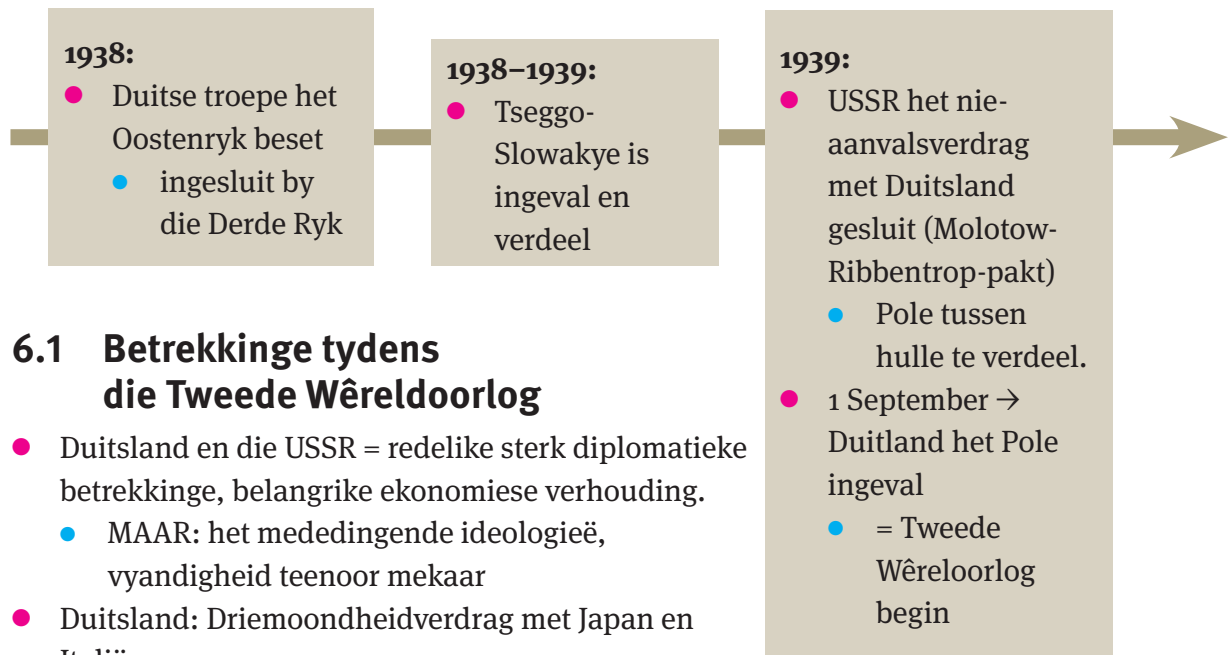 1938:
● Duitse troepe het
Oostenryk beset
● ingesluit by
die Derde Ryk
1938–1939:
● Tseggo-
Slowakye is
ingeval en
verdeel
1939:
● USSR het nie-
aanvalsverdrag
met Duitsland
gesluit (Molotow-
Ribbentrop-pakt)
● Pole tussen
hulle te verdeel.
● 1 September →
Duitland het Pole
ingeval
● = Tweede
Wêreloorlog
begin
6.1 Betrekkinge tydens
die Tweede Wêreldoorlog
● Duitsland en die USSR = redelike sterk diplomatieke
betrekkinge, belangrike ekonomiese verhouding.
● MAAR: het mededingende ideologieë,
vyandigheid teenoor mekaar
● Duitsland: Driemoondheidverdrag met Japan en